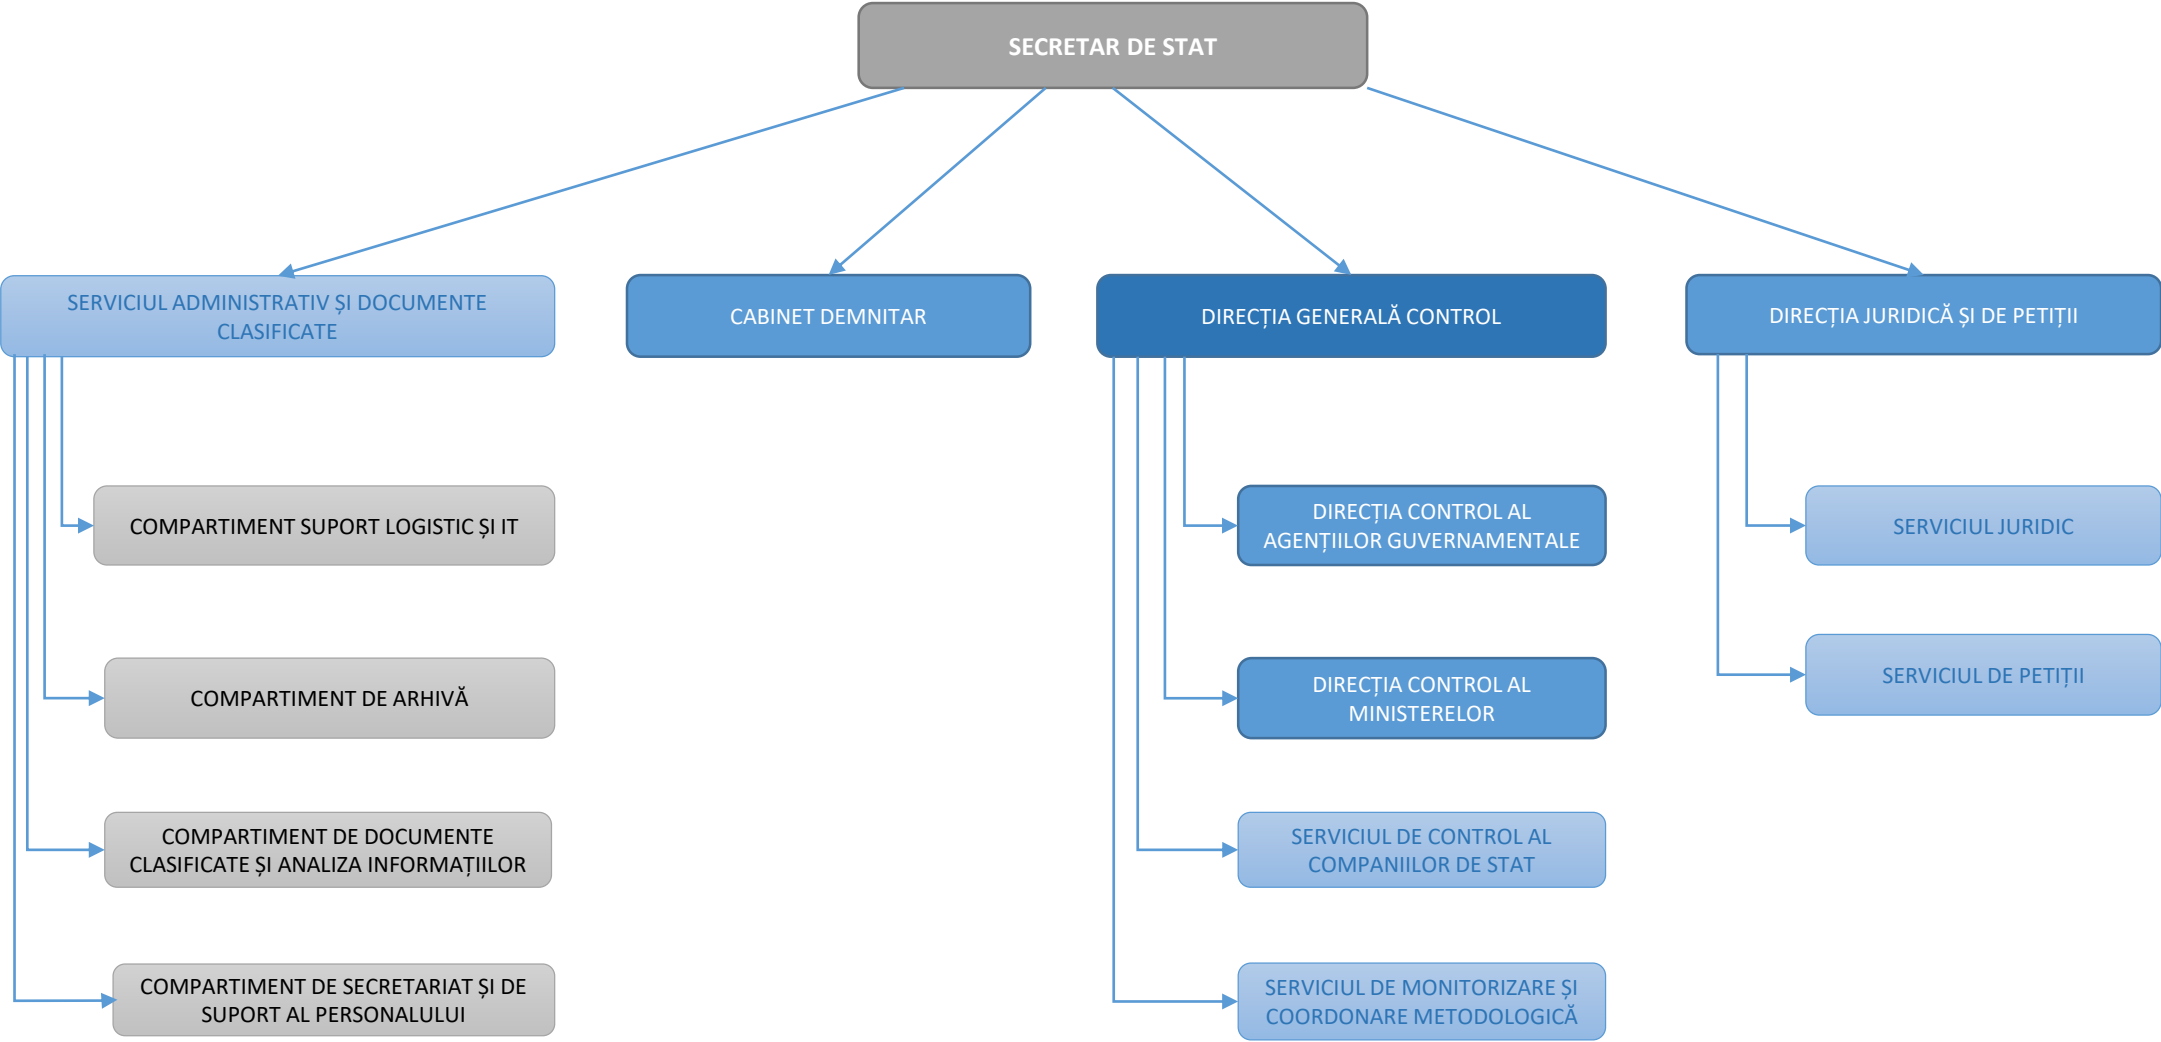 SECRETAR DE STAT
SERVICIUL ADMINISTRATIV ȘI DOCUMENTE
CLASIFICATE
CABINET DEMNITAR
DIRECȚIA GENERALĂ CONTROL
DIRECȚIA JURIDICĂ ȘI DE PETIȚII
COMPARTIMENT SUPORT LOGISTIC ȘI IT
DIRECȚIA CONTROL AL
AGENȚIILOR GUVERNAMENTALE
SERVICIUL JURIDIC
COMPARTIMENT DE ARHIVĂ
DIRECȚIA CONTROL AL
MINISTERELOR
SERVICIUL DE PETIȚII
COMPARTIMENT DE DOCUMENTE
CLASIFICATE ȘI ANALIZA INFORMAȚIILOR
SERVICIUL DE CONTROL AL
COMPANIILOR DE STAT
COMPARTIMENT DE SECRETARIAT ȘI DE
SUPORT AL PERSONALULUI
SERVICIUL DE MONITORIZARE ȘI
COORDONARE METODOLOGICĂ